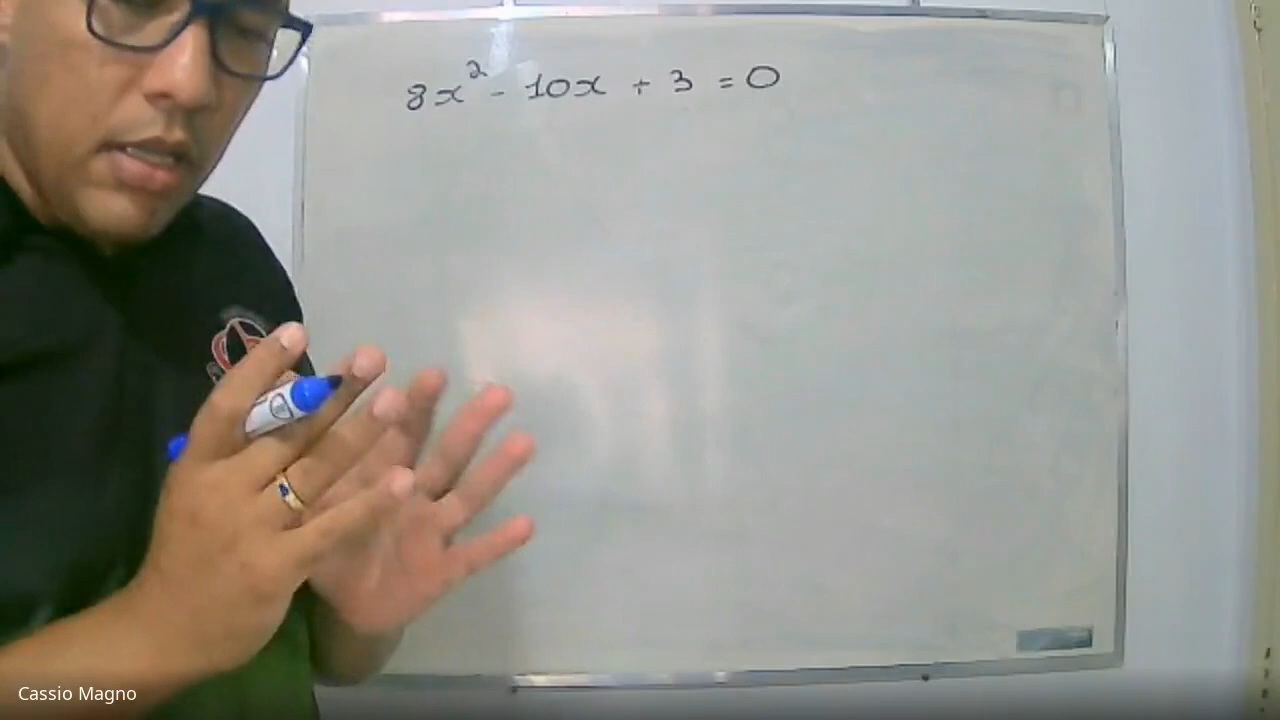 8x² - 10x + 3 = 0
Cassio Magno